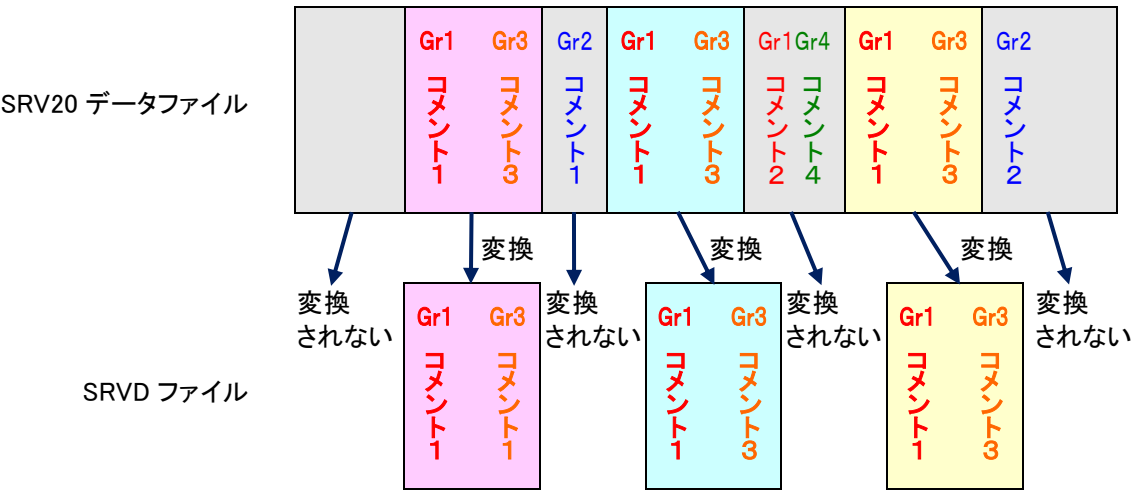 Gr1 Gr3 Gr2 Gr1 Gr3 Gr1 Gr4 Gr1 Gr3 Gr2
コメント1
コメント3
コメント1
コメント1
コメント3
コメント2
コメント4
コメント1
コメント3
コメント2
SRV20 データファイル
変換 変換 変換
変換
されない
変換
されない
変換
されない
変換
されない
Gr1 Gr3 Gr1 Gr3 Gr1 Gr3
コメント1
コメント1
コメント1
コメント3
コメント1
コメント3
SRVD ファイル